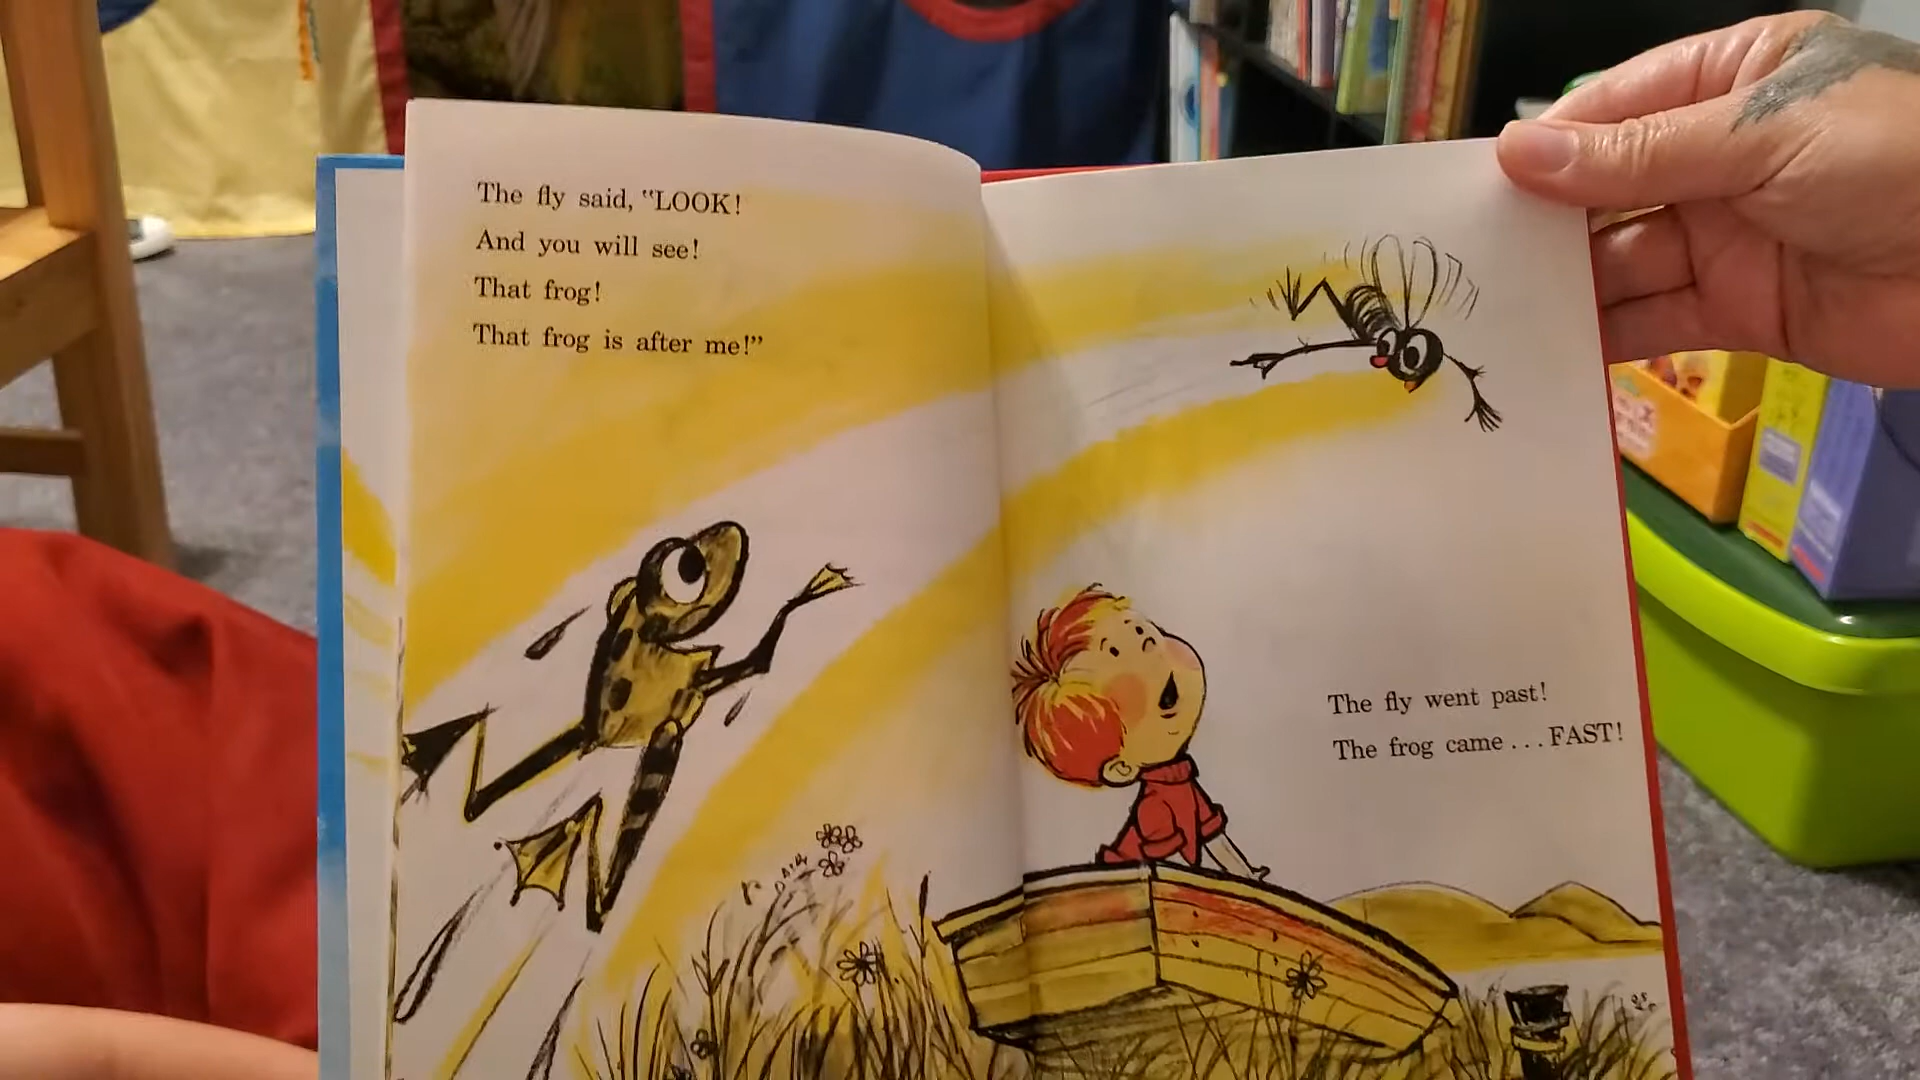 The fly said, "LOOK!
And you will see!
That frog!
That frog is after me!”
The fly went past!
The frog came . . . FAST!